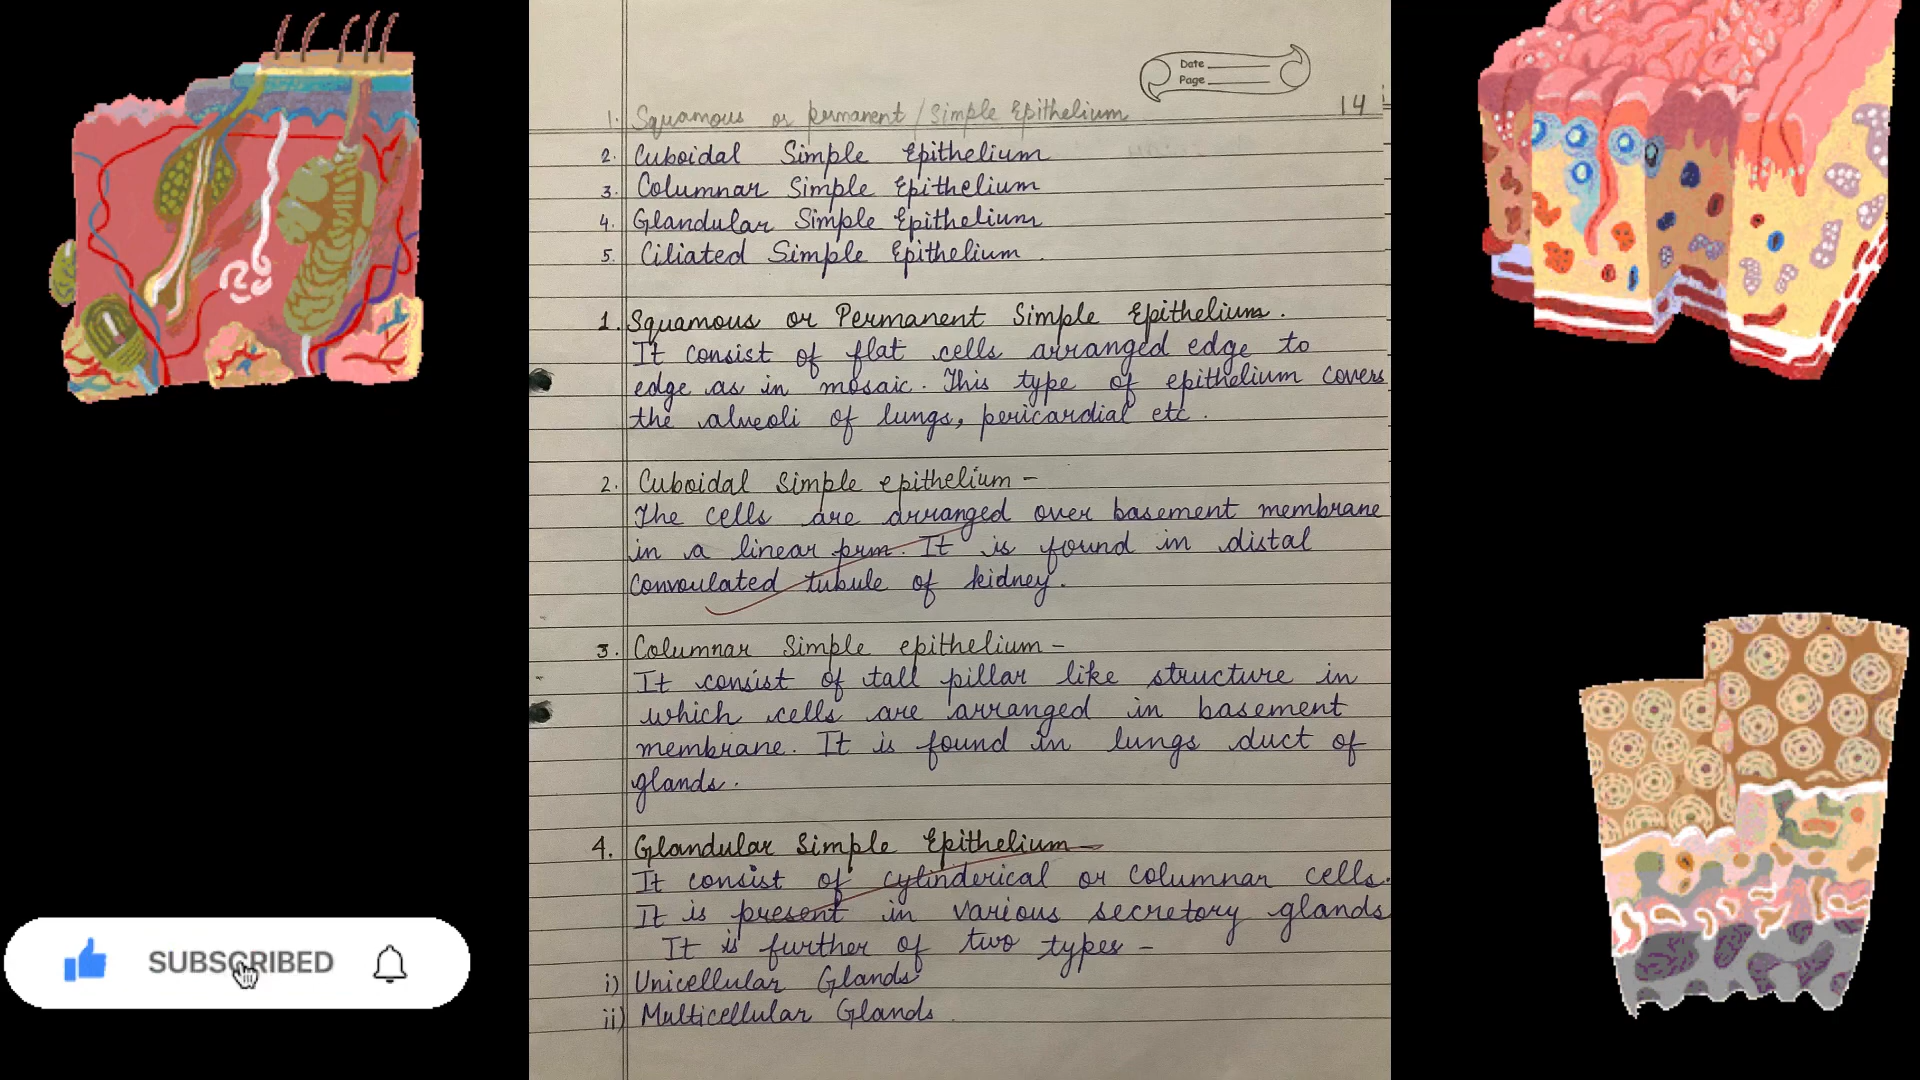 Date
Page
14
1. Squamous or permanent / Simple Epithelium
2. Cuboidal Simple Epithelium
3. Columnar Simple Epithelium
4. Glandular Simple Epithelium
5. Ciliated Simple Epithelium.
1. Squamous or Permanent Simple Epithelium.
It consist of flat cells arranged edge to
edge as in mosaic. This type of epithelium covers
the alveoli of lungs, pericardial etc.
2. Cuboidal Simple epithelium -
The cells are arranged over basement membrane
in a linear prm. It is found in distal
convoulated tubule of kidney.
3. Columnar Simple epithelium -
It consist of tall pillar like structure in
which cells are arranged in basement
membrane. It is found in lungs duct of
glands.
4. Glandular Simple Epithelium -
It consist of cylinderical or columnar cells.
It is present in various secretory glands
It is further of two types -
i) Unicellular Glands
ii) Multicellular Glands.
SUBSCRIBED